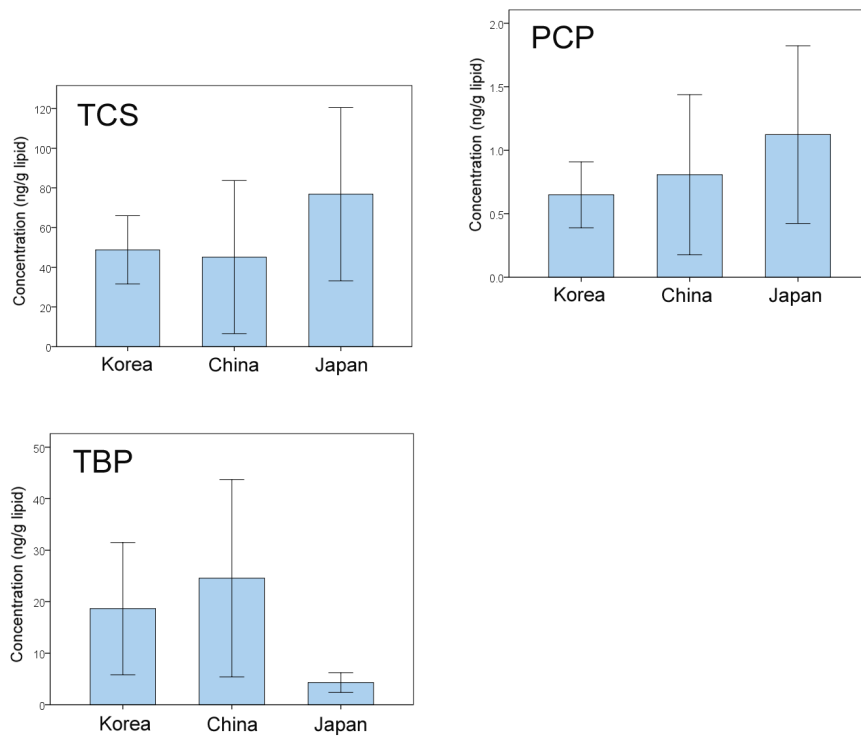 TCS
Concentration (ng/g lipid)
120
100
80
60
40
20
0
Korea China Japan
PCP
Concentration (ng/g lipid)
2.0
1.5
1.0
0.5
0.0
Korea China Japan
TBP
Concentration (ng/g lipid)
50
40
30
20
10
0
Korea China Japan